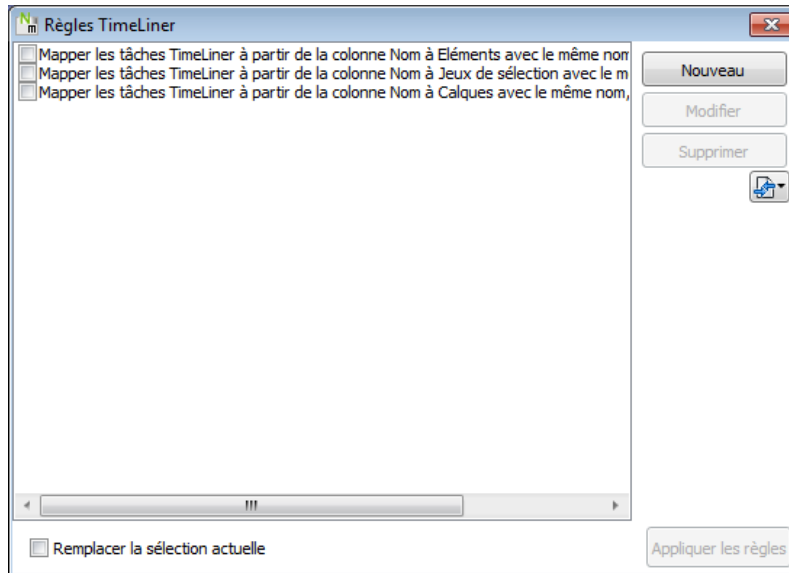 Règles TimeLiner
Mapper les tâches TimeLiner à partir de la colonne Nom à Eléments avec le même nom
Mapper les tâches TimeLiner à partir de la colonne Nom à Jeux de sélection avec le m
Mapper les tâches TimeLiner à partir de la colonne Nom à Calques avec le même nom,
Nouveau
Modifier
Supprimer
Remplacer la sélection actuelle
Appliquer les règles